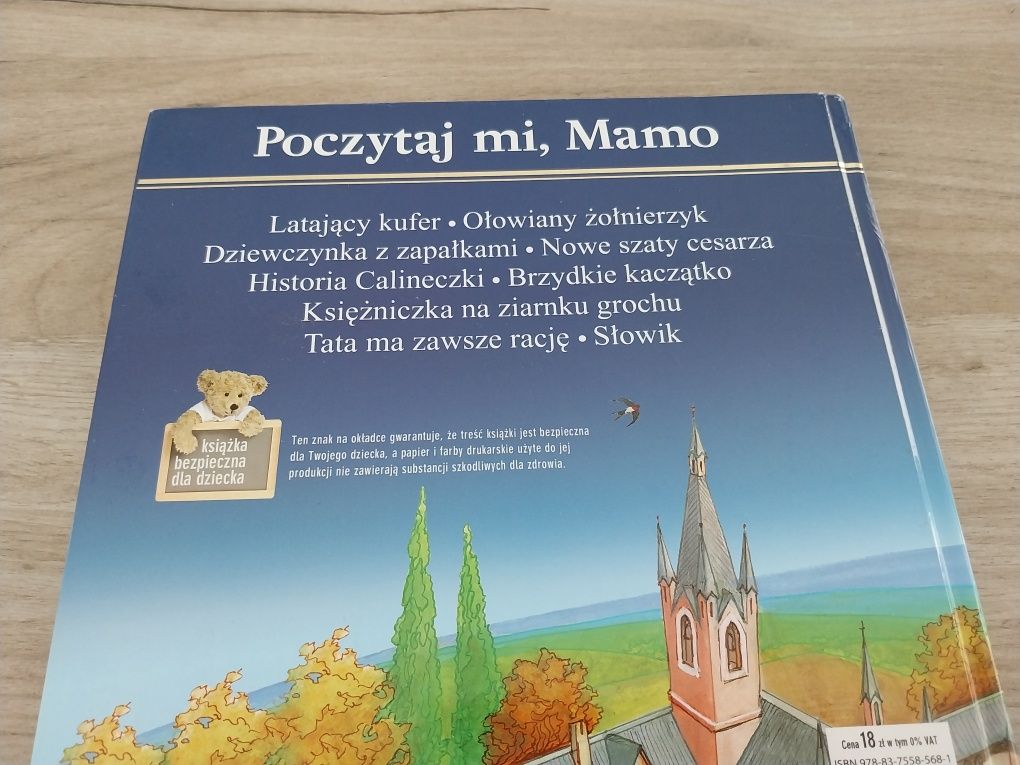 Poczytaj mi, Mamo
Latający kufer • Ołowiany żołnierzyk
Dziewczynka z zapałkami • Nowe szaty cesarza
Historia Calineczki • Brzydkie kaczątko
Księżniczka na ziarnku grochu
Tata ma zawsze rację • Słowik
książka
bezpieczna
dla dziecka
Ten znak na okładce gwarantuje, że treść książki jest bezpieczna
dla Twojego dziecka, a papier i farby drukarskie użyte do jej
produkcji nie zawierają substancji szkodliwych dla zdrowia.
Cena 18 zł w tym 0% VAT
ISBN 978-83-7558-568-1